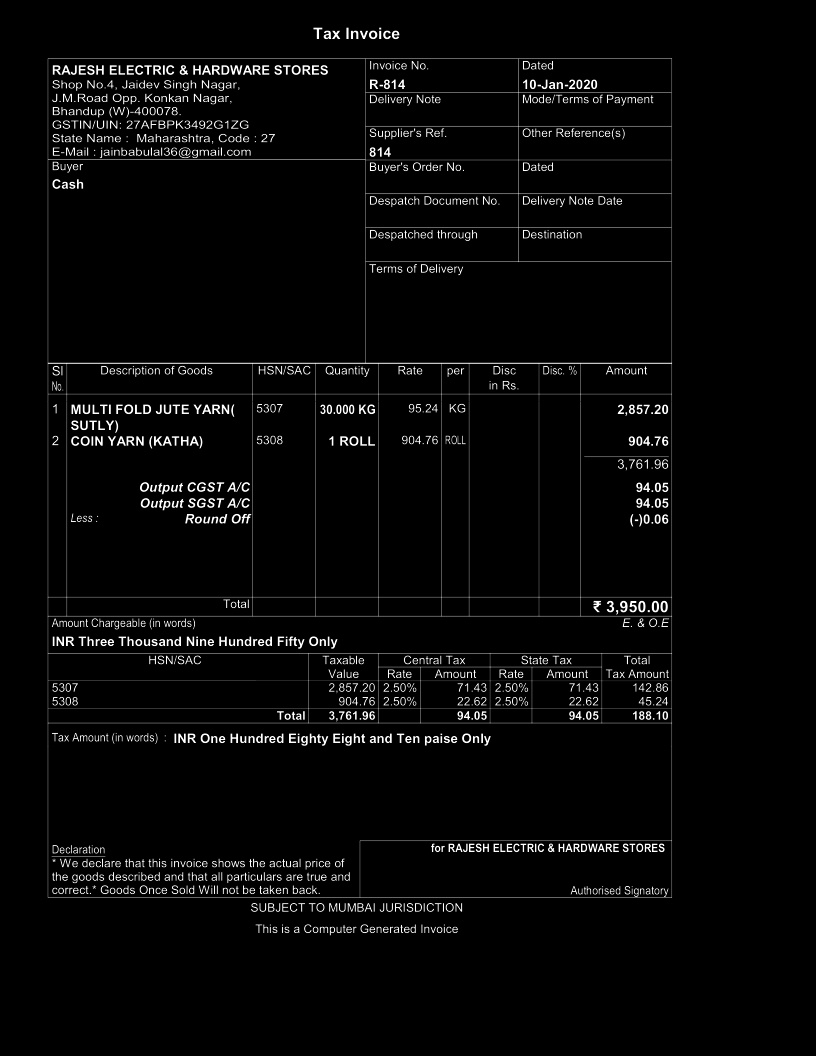 Tax Invoice
RAJESH ELECTRIC & HARDWARE STORES
Shop No.4, Jaidev Singh Nagar,
J.M.Road Opp. Konkan Nagar,
Bhandup (W)-400078.
GSTIN/UIN: 27AFBPK3492G1ZG
State Name : Maharashtra, Code : 27
E-Mail : jainbabulal36@gmail.com
Invoice No. Dated
R-814 10-Jan-2020
Delivery Note Mode/Terms of Payment
Supplier's Ref. Other Reference(s)
814
Buyer
Cash
Buyer's Order No. Dated
Despatch Document No. Delivery Note Date
Despatched through Destination
Terms of Delivery
Sl Description of Goods HSN/SAC Quantity Rate per Disc Disc. % Amount
No. in Rs.
1 MULTI FOLD JUTE YARN( 5307 30.000 KG 95.24 KG 2,857.20
SUTLY)
2 COIN YARN (KATHA) 5308 1 ROLL 904.76 ROLL 904.76
3,761.96
Output CGST A/C 94.05
Output SGST A/C 94.05
Less : Round Off (-)0.06
Total ₹ 3,950.00
Amount Chargeable (in words) E. & O.E
INR Three Thousand Nine Hundred Fifty Only
HSN/SAC Taxable Central Tax State Tax Total
Value Rate Amount Rate Amount Tax Amount
5307 2,857.20 2.50% 71.43 2.50% 71.43 142.86
5308 904.76 2.50% 22.62 2.50% 22.62 45.24
Total 3,761.96 94.05 94.05 188.10
Tax Amount (in words) : INR One Hundred Eighty Eight and Ten paise Only
Declaration
* We declare that this invoice shows the actual price of
the goods described and that all particulars are true and
correct.* Goods Once Sold Will not be taken back.
for RAJESH ELECTRIC & HARDWARE STORES
Authorised Signatory
SUBJECT TO MUMBAI JURISDICTION
This is a Computer Generated Invoice